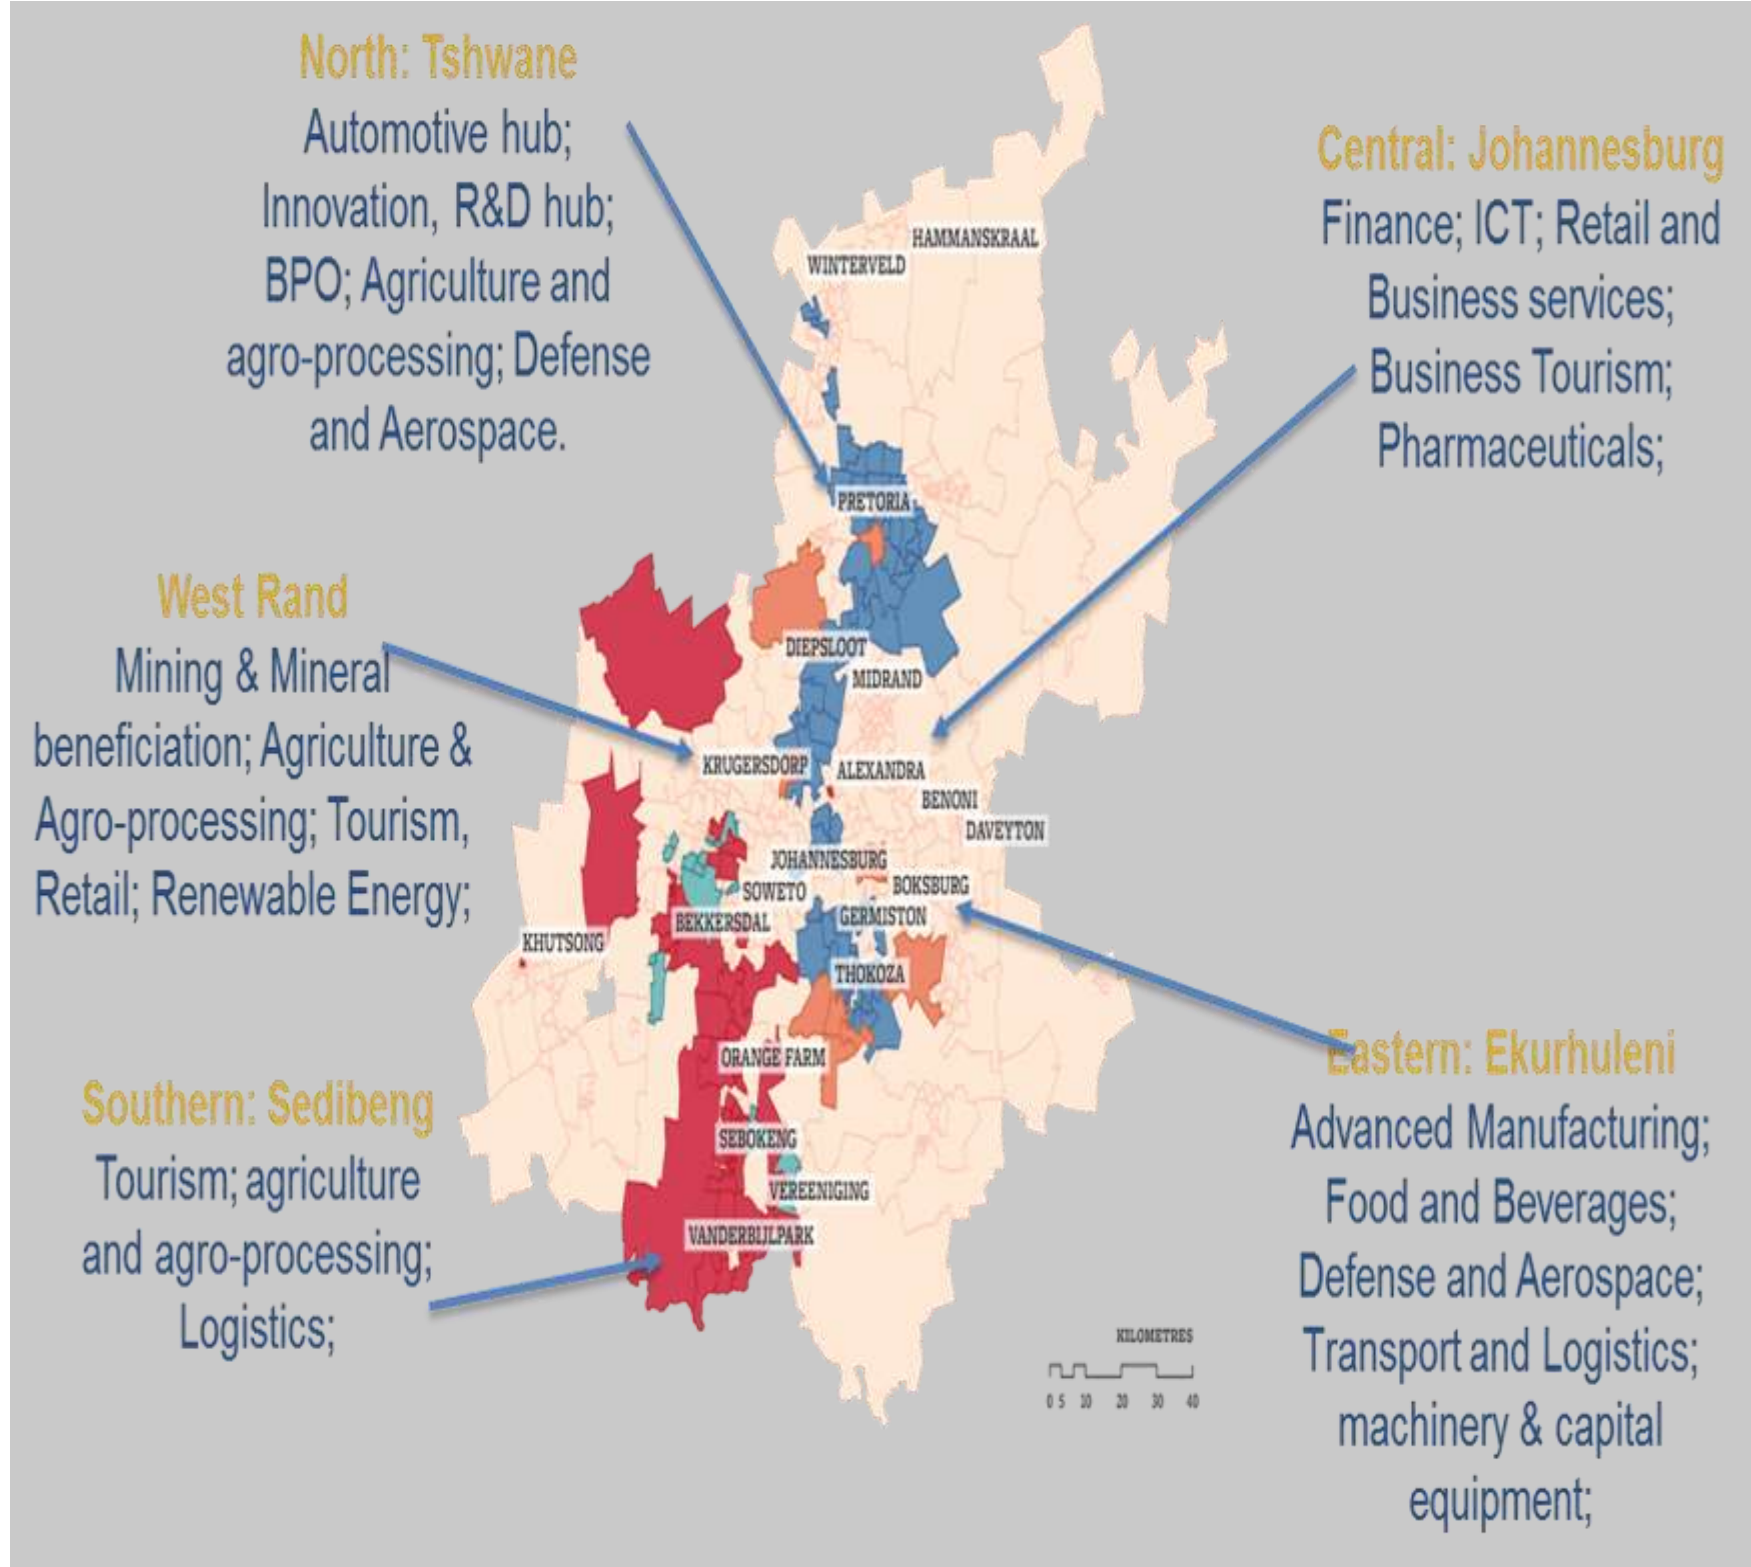 North: Tshwane
Automotive hub;
Innovation, R&D hub;
BPO; Agriculture and
agro-processing; Defense
and Aerospace.
Central: Johannesburg
Finance; ICT; Retail and
Business services;
Business Tourism;
Pharmaceuticals;
West Rand
Mining & Mineral
beneficiation; Agriculture &
Agro-processing; Tourism,
Retail; Renewable Energy;
Southern: Sedibeng
Tourism; agriculture
and agro-processing;
Logistics;
Eastern: Ekurhuleni
Advanced Manufacturing;
Food and Beverages;
Defense and Aerospace;
Transport and Logistics;
machinery & capital
equipment;
HAMMANSKRAAL
WINTERVELD
PRETORIA
DIEPSLOOT
MIDRAND
KRUGERSDORP
ALEXANDRA
BENONI
DAVEYTON
JOHANNESBURG
BOKSBURG
SOWETO
GERMISTON
BEKKERSDAL
KHUTSONG
THOKOZA
ORANGE FARM
SEBOKENG
VEREENIGING
VANDERBIJLPARK
KILOMETRES
0 5 10 20 30 40